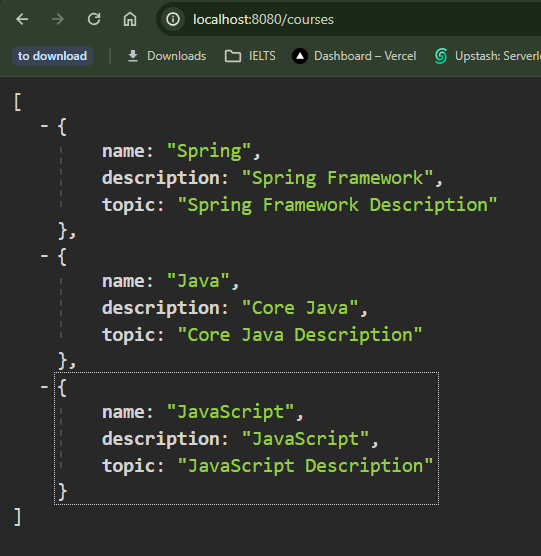 localhost:8080/courses
to download
Downloads
IELTS
Dashboard – Vercel
Upstash: Serverl
[
- {
name: "Spring",
description: "Spring Framework",
topic: "Spring Framework Description"
},
- {
name: "Java",
description: "Core Java",
topic: "Core Java Description"
},
- {
name: "JavaScript",
description: "JavaScript",
topic: "JavaScript Description"
}
]